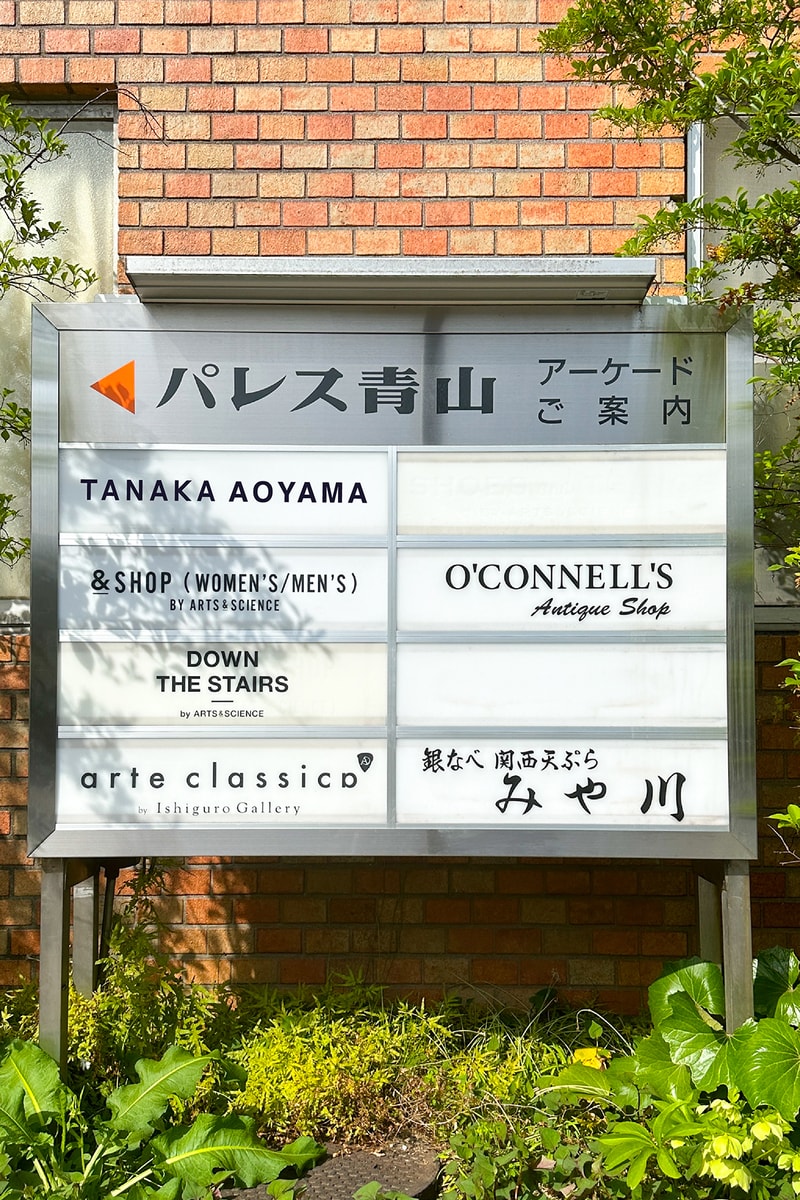 パレス青山
アーケード
ご案内
TANAKA AOYAMA
&SHOP (WOMEN'S/MEN'S)
BY ARTS&SCIENCE
DOWN
THE STAIRS
by ARTS&SCIENCE
arte classica
by Ishiguro Gallery
O'CONNELL'S
Antique Shop
銀なべ 関西天ぷら
みや川